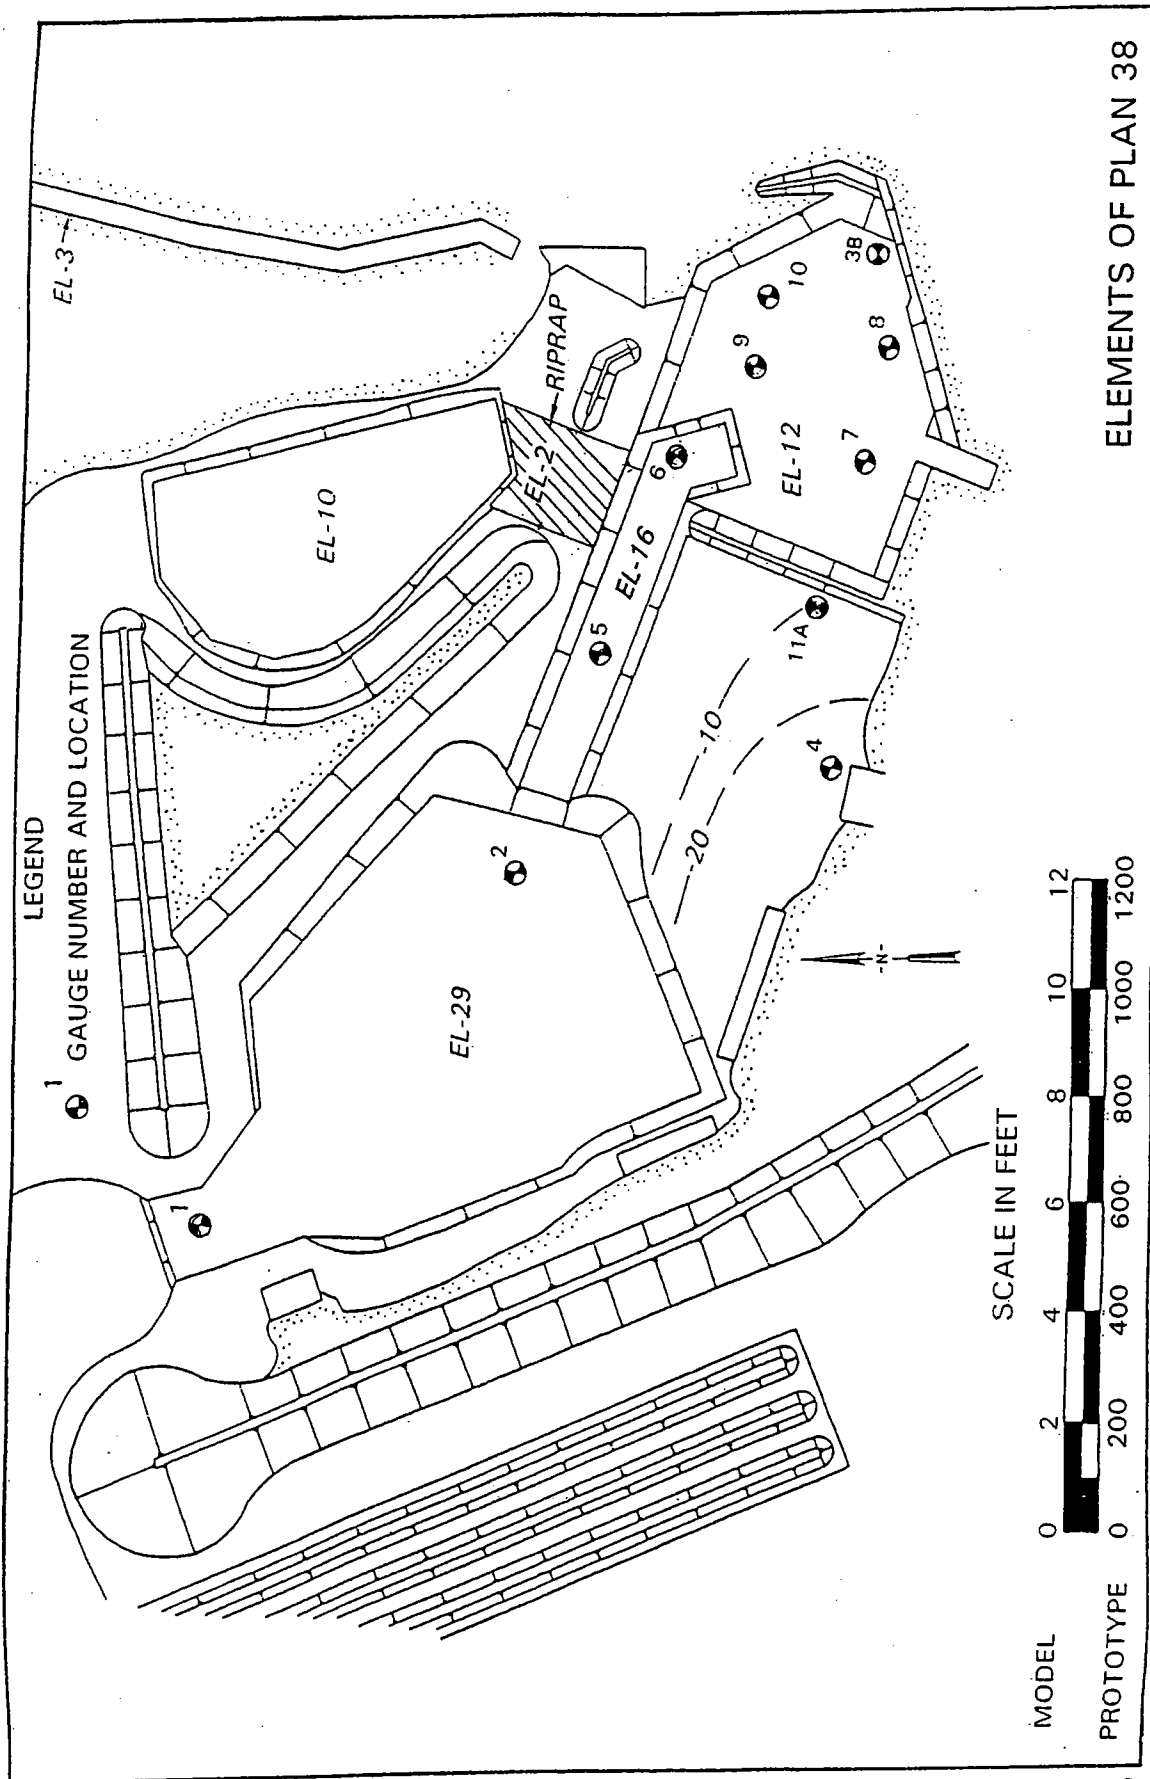 LEGEND
1 GAUGE NUMBER AND LOCATION
EL-3
EL-10
RIPRAP
EL-2
1
2
EL-29
5
EL-16
6
9
10
3B
8
7
EL-12
11A
4
-10
-20
-N-
SCALE IN FEET
MODEL 0 2 4 6 8 10 12
PROTOTYPE 0 200 400 600 800 1000 1200
ELEMENTS OF PLAN 38